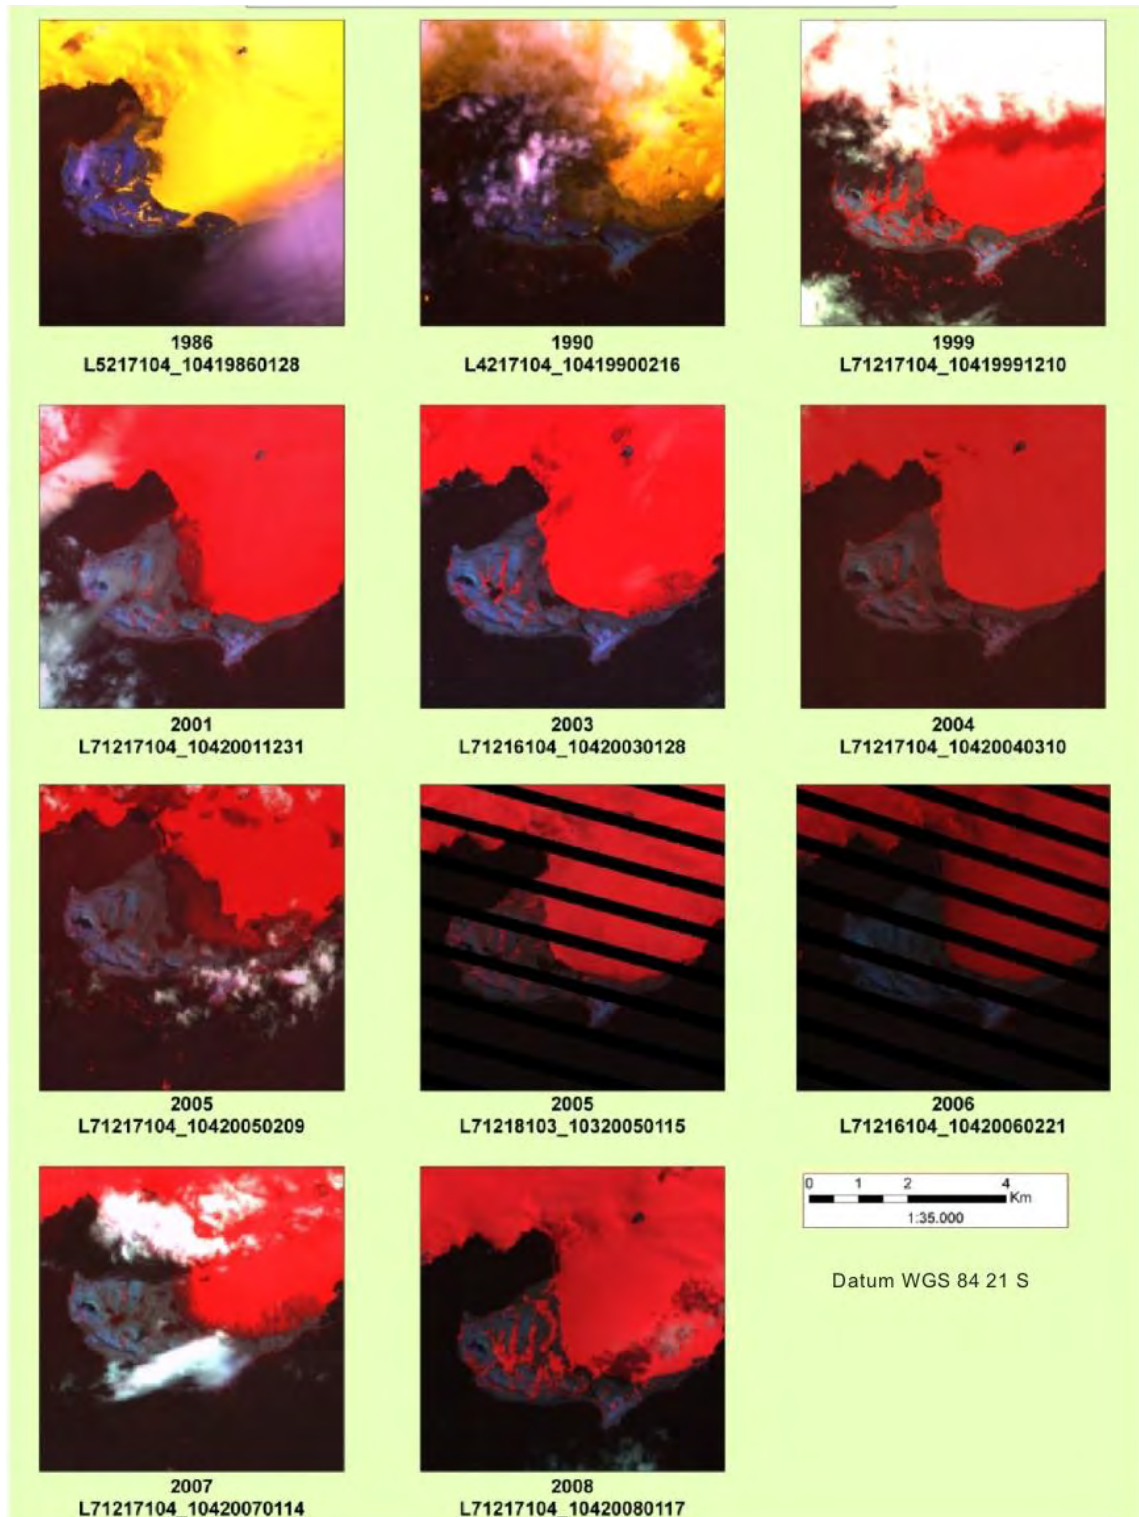 1986
L5217104_10419860128
1990
L4217104_10419900216
1999
L71217104_10419991210
2001
L71217104_10420011231
2003
L71216104_10420030128
2004
L71217104_10420040310
2005
L71217104_10420050209
2005
L71218103_10320050115
2006
L71216104_10420060221
0 1 2 4
Km
1:35.000
Datum WGS 84 21 S
2007
L71217104_10420070114
2008
L71217104_10420080117